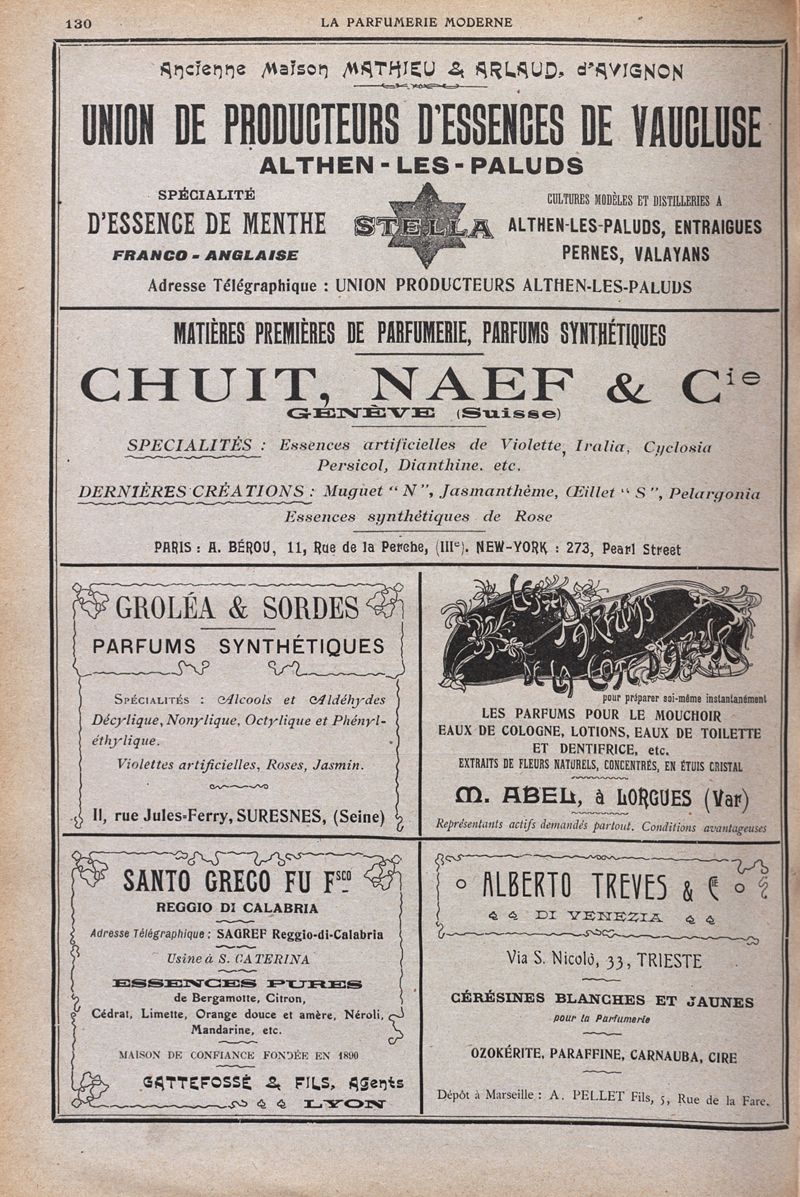 130
LA PARFUMERIE MODERNE
Ancienne Maison MATHIEU & ARLAUD, d'AVIGNON
UNION DE PRODUCTEURS D'ESSENCES DE VAUCLUSE
ALTHEN-LES-PALUDS
SPÉCIALITÉ
D'ESSENCE DE MENTHE
FRANCO-ANGLAISE
STELLA
CULTURES MODÈLES ET DISTILLERIES A
ALTHEN-LES-PALUDS, ENTRAIGUES
PERNES, VALAYANS
Adresse Télégraphique : UNION PRODUCTEURS ALTHEN-LES-PALUDS
MATIÈRES PREMIÈRES DE PARFUMERIE, PARFUMS SYNTHÉTIQUES
CHUIT, NAEF & Cie
GENÈVE (Suisse)
SPECIALITÉS : Essences artificielles de Violette, Iralia, Cyclosia
Persicol, Dianthine. etc.
DERNIÈRES CRÉATIONS : Muguet "N", Jasmanthème, Œillet "S", Pelargonia
Essences synthétiques de Rose
PARIS : A. BÉROU, 11, Rue de la Perche, (IIIe). NEW-YORK : 273, Pearl Street
GROLÉA & SORDES
PARFUMS SYNTHÉTIQUES
SPÉCIALITÉS : Alcools et Aldéhydes
Décylique, Nonylique, Octylique et Phényl-
éthylique.
Violettes artificielles, Roses, Jasmin.
II, rue Jules-Ferry, SURESNES, (Seine)
LES PARFUMS
DE LA CÔTE D'AZUR
pour préparer soi-même instantanément
LES PARFUMS POUR LE MOUCHOIR
EAUX DE COLOGNE, LOTIONS, EAUX DE TOILETTE
ET DENTIFRICE, etc.
EXTRAITS DE FLEURS NATURELS, CONCENTRÉS, EN ÉTUIS CRISTAL
M. ABEL, à LORGUES (Var)
Représentants actifs demandés partout. Conditions avantageuses
SANTO GRECO FU Fsco
REGGIO DI CALABRIA
Adresse Télégraphique : SAGREF Reggio-di-Calabria
Usine à S. CATERINA
ESSENCES PURES
de Bergamotte, Citron,
Cédrat, Limette, Orange douce et amère, Néroli,
Mandarine, etc.
MAISON DE CONFIANCE FONDÉE EN 1890
GATTEFOSSÉ & FILS, Agents
LYON
ALBERTO TREVES & Cie
DI VENEZIA
Via S. Nicolò, 33, TRIESTE
CÉRÉSINES BLANCHES ET JAUNES
pour la Parfumerie
OZOKÉRITE, PARAFFINE, CARNAUBA, CIRE
Dépôt à Marseille : A. PELLET Fils, 5, Rue de la Fare.